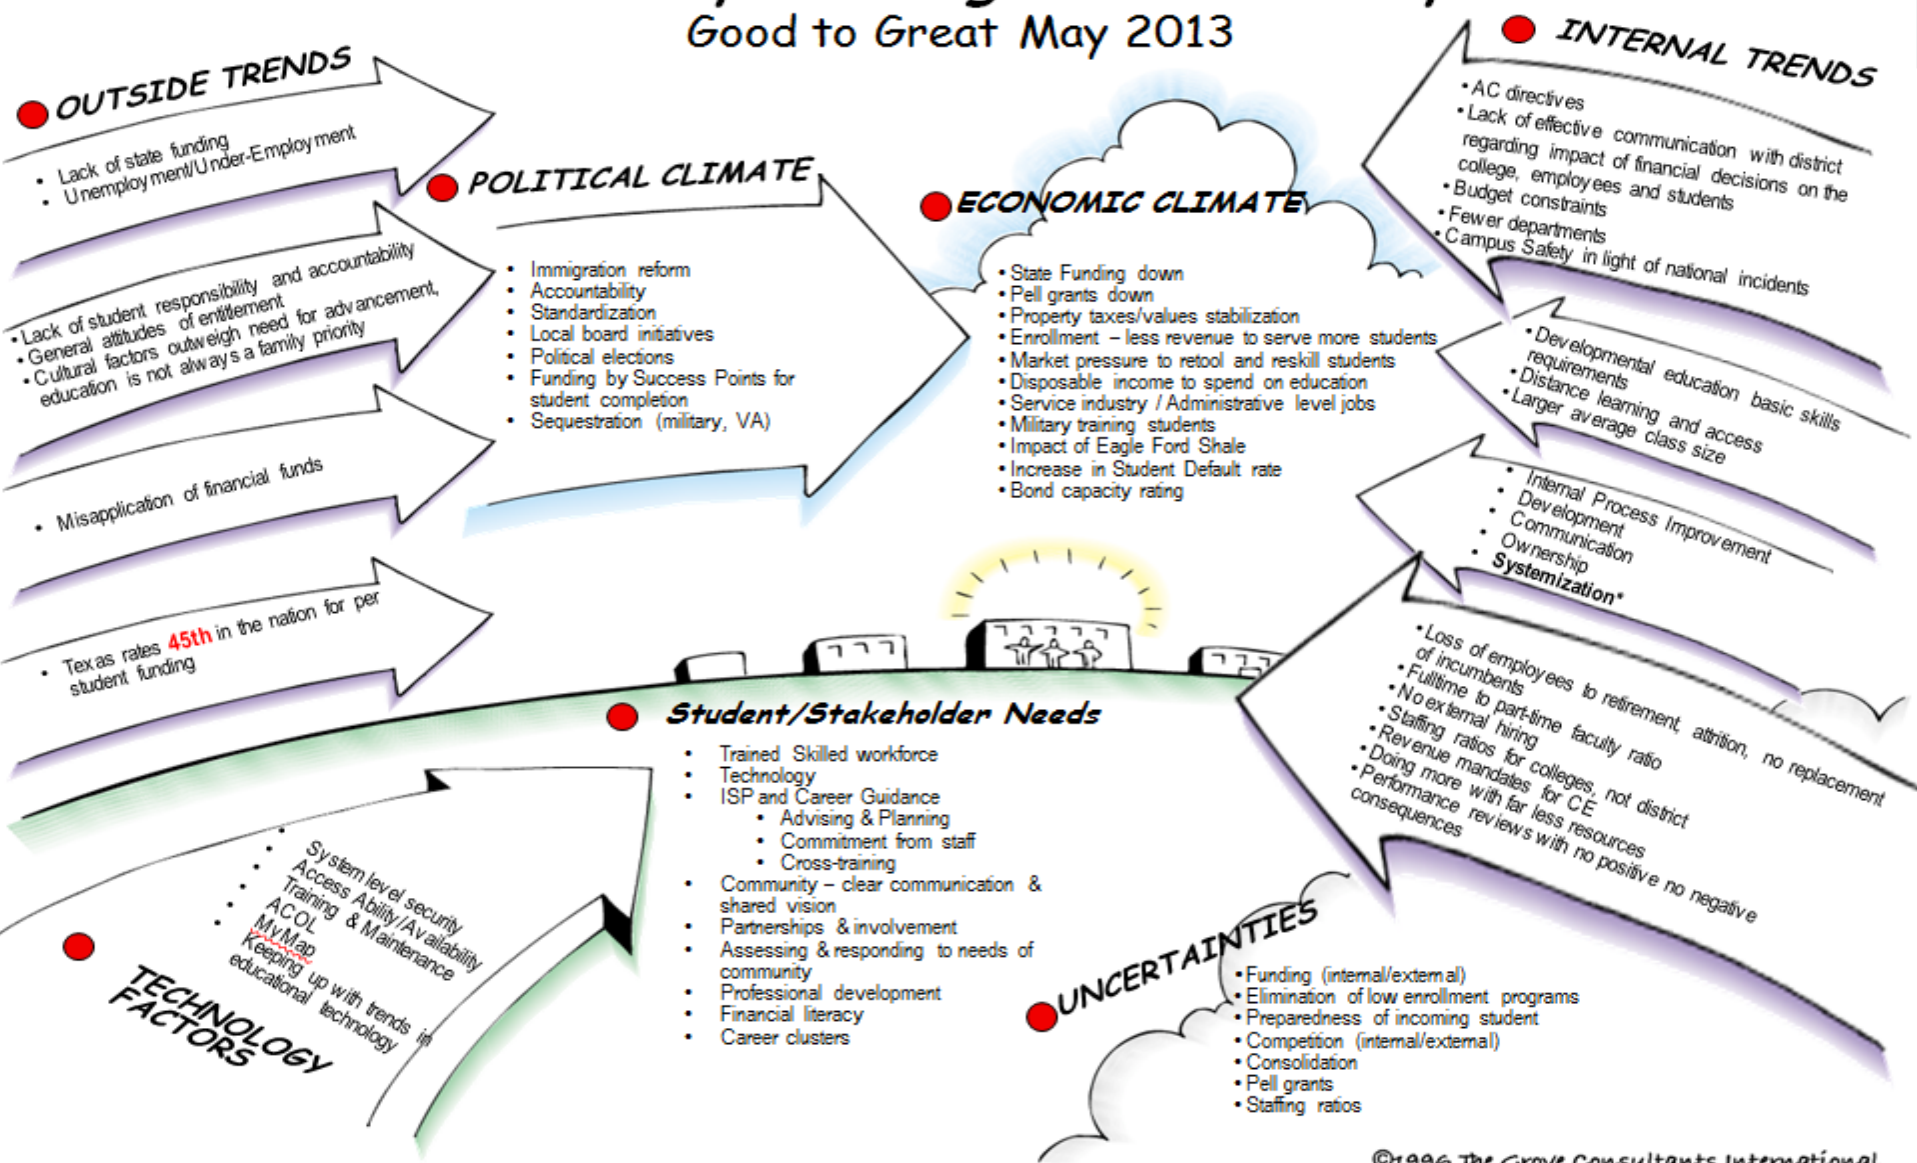 Good to Great May 2013
OUTSIDE TRENDS
• Lack of state funding
• Unemployment/Under-Employment
• Lack of student responsibility and accountability
• General attitudes of entitlement
• Cultural factors outweigh need for advancement,
education is not always a family priority
• Misapplication of financial funds
• Texas rates 45th in the nation for per
student funding
POLITICAL CLIMATE
• Immigration reform
• Accountability
• Standardization
• Local board initiatives
• Political elections
• Funding by Success Points for
student completion
• Sequestration (military, VA)
ECONOMIC CLIMATE
• State Funding down
• Pell grants down
• Property taxes/values stabilization
• Enrollment – less revenue to serve more students
• Market pressure to retool and reskill students
• Disposable income to spend on education
• Service industry / Administrative level jobs
• Military training students
• Impact of Eagle Ford Shale
• Increase in Student Default rate
• Bond capacity rating
INTERNAL TRENDS
• AC directives
• Lack of effective communication with district
regarding impact of financial decisions on the
college, employees and students
• Budget constraints
• Fewer departments
• Campus Safety in light of national incidents
• Developmental education basic skills
requirements
• Distance learning and access
• Larger average class size
• Internal Process Improvement
• Development
• Communication
• Ownership
• Systemization*
• Loss of employees to retirement, attrition, no replacement
of incumbents
• Fulltime to part-time faculty ratio
• No external hiring
• Staffing ratios for colleges, not district
• Revenue mandates for CE
• Doing more with far less resources
• Performance reviews with no positive no negative
consequences
Student/Stakeholder Needs
• Trained Skilled workforce
• Technology
• ISP and Career Guidance
• Advising & Planning
• Commitment from staff
• Cross-training
• Community – clear communication &
shared vision
• Partnerships & involvement
• Assessing & responding to needs of
community
• Professional development
• Financial literacy
• Career clusters
TECHNOLOGY
FACTORS
• System level security
• Access Ability/Availability
• Training & Maintenance
• ACOL
• MyMap
• Keeping up with trends in
educational technology
UNCERTAINTIES
• Funding (internal/external)
• Elimination of low enrollment programs
• Preparedness of incoming student
• Competition (internal/external)
• Consolidation
• Pell grants
• Staffing ratios
©1996 The Grove Consultants International